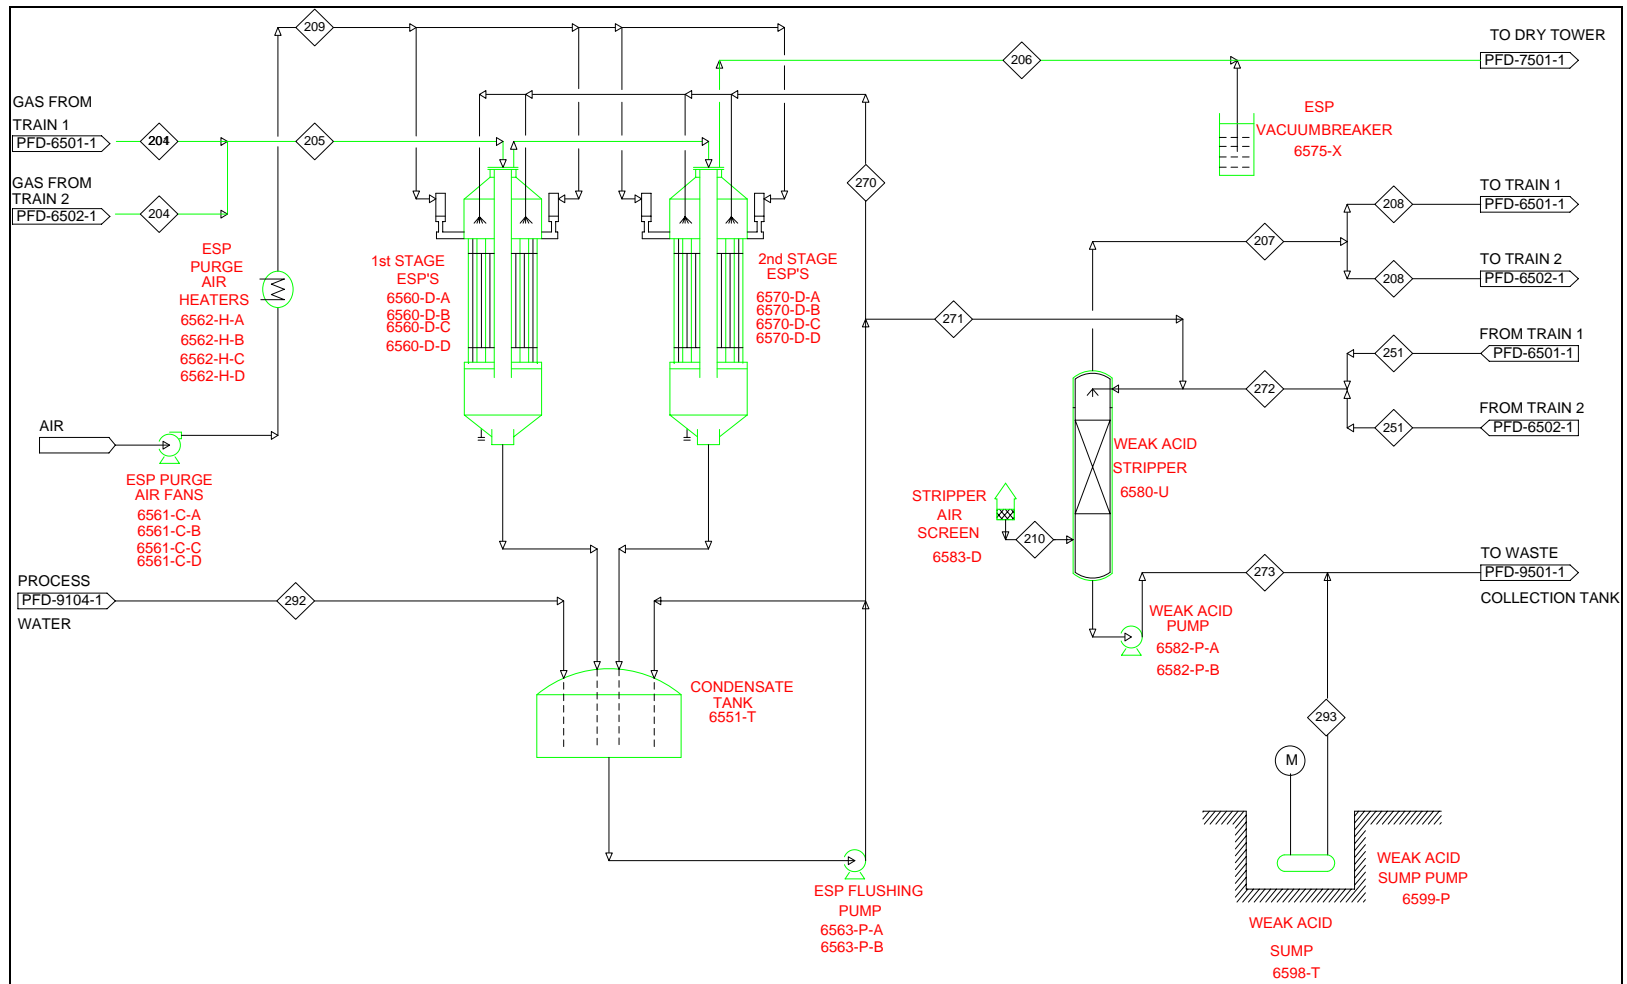 209
206
TO DRY TOWER
PFD-7501-1
GAS FROM
TRAIN 1
PFD-6501-1
204
205
GAS FROM
TRAIN 2
PFD-6502-1
204
ESP
VACUUMBREAKER
6575-X
270
TO TRAIN 1
208
PFD-6501-1
207
TO TRAIN 2
208
PFD-6502-1
ESP
PURGE
AIR
HEATERS
6562-H-A
6562-H-B
6562-H-C
6562-H-D
1st STAGE
ESP'S
6560-D-A
6560-D-B
6560-D-C
6560-D-D
2nd STAGE
ESP'S
6570-D-A
6570-D-B
6570-D-C
6570-D-D
271
FROM TRAIN 1
251
PFD-6501-1
272
FROM TRAIN 2
251
PFD-6502-1
AIR
ESP PURGE
AIR FANS
6561-C-A
6561-C-B
6561-C-C
6561-C-D
WEAK ACID
STRIPPER
6580-U
STRIPPER
AIR
SCREEN
6583-D
210
273
TO WASTE
PFD-9501-1
COLLECTION TANK
PROCESS
PFD-9104-1
WATER
292
WEAK ACID
PUMP
6582-P-A
6582-P-B
CONDENSATE
TANK
6551-T
293
M
ESP FLUSHING
PUMP
6563-P-A
6563-P-B
WEAK ACID
SUMP PUMP
6599-P
WEAK ACID
SUMP
6598-T